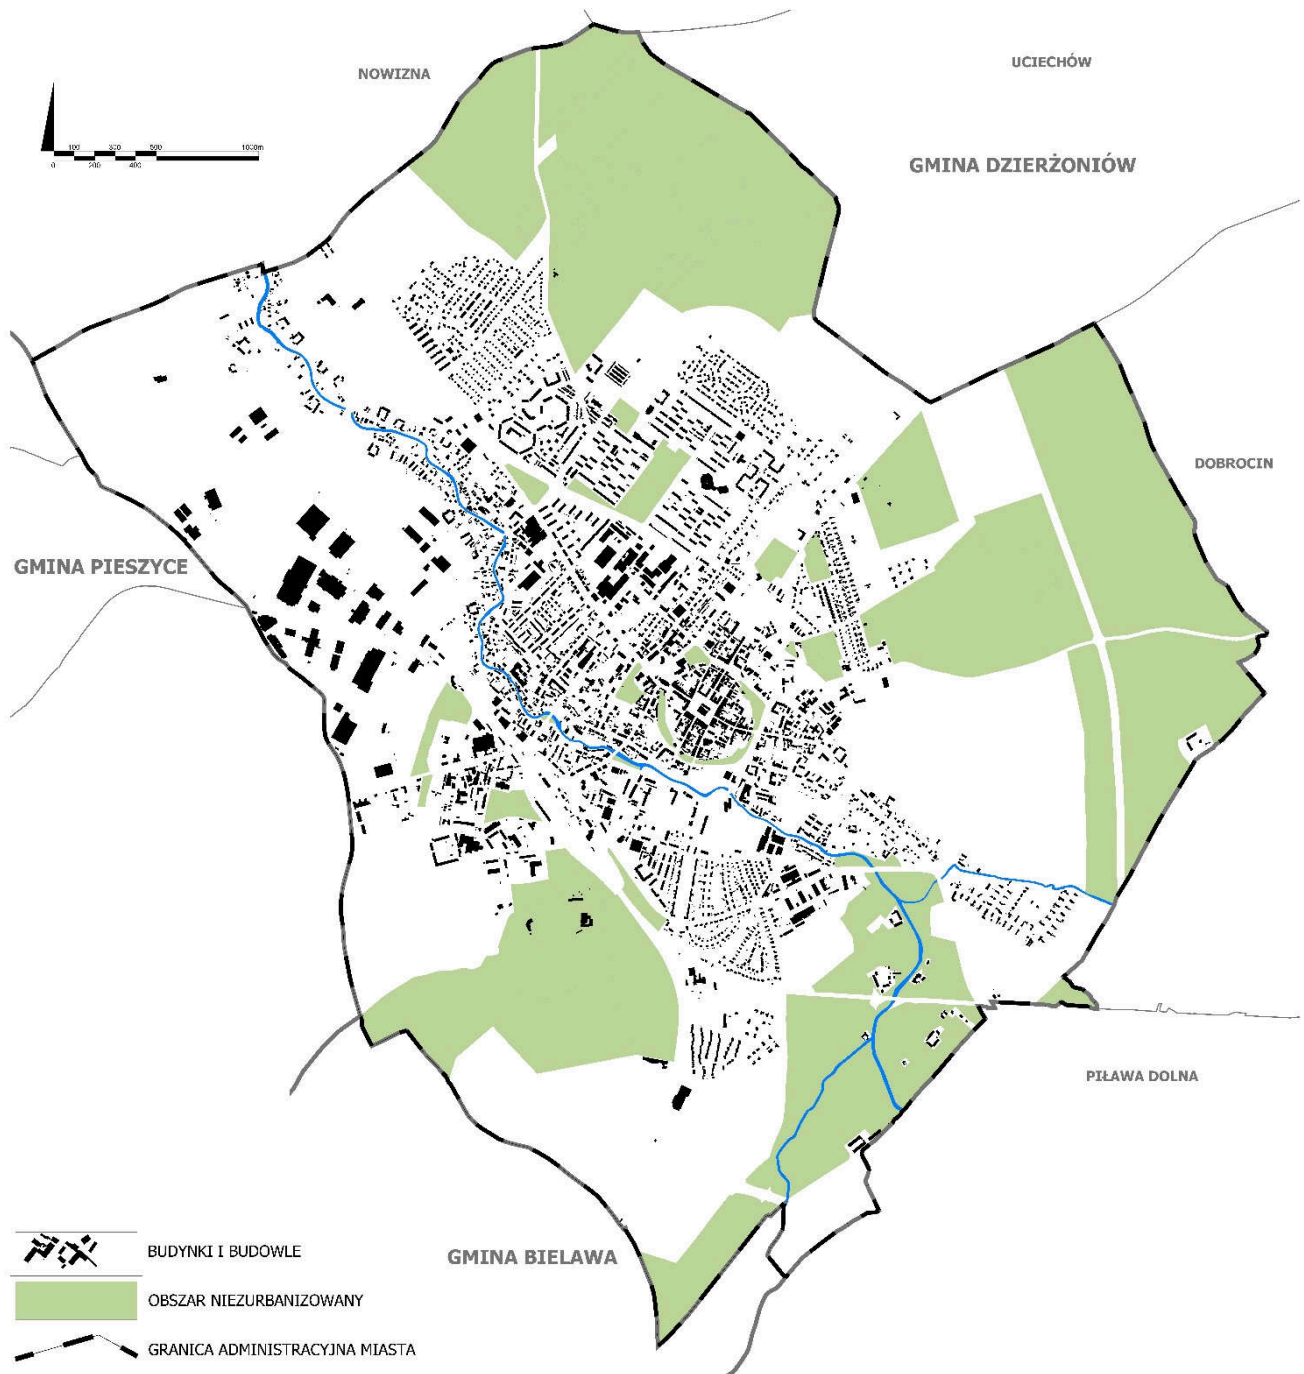 NOWIZNA
UCIECHÓW
GMINA DZIERŻONIÓW
100 300 500 1000m
0 200 400
DOBROCIN
GMINA PIESZYCE
PIŁAWA DOLNA
GMINA BIELAWA
BUDYNKI I BUDOWLE
OBSZAR NIEZURBANIZOWANY
GRANICA ADMINISTRACYJNA MIASTA